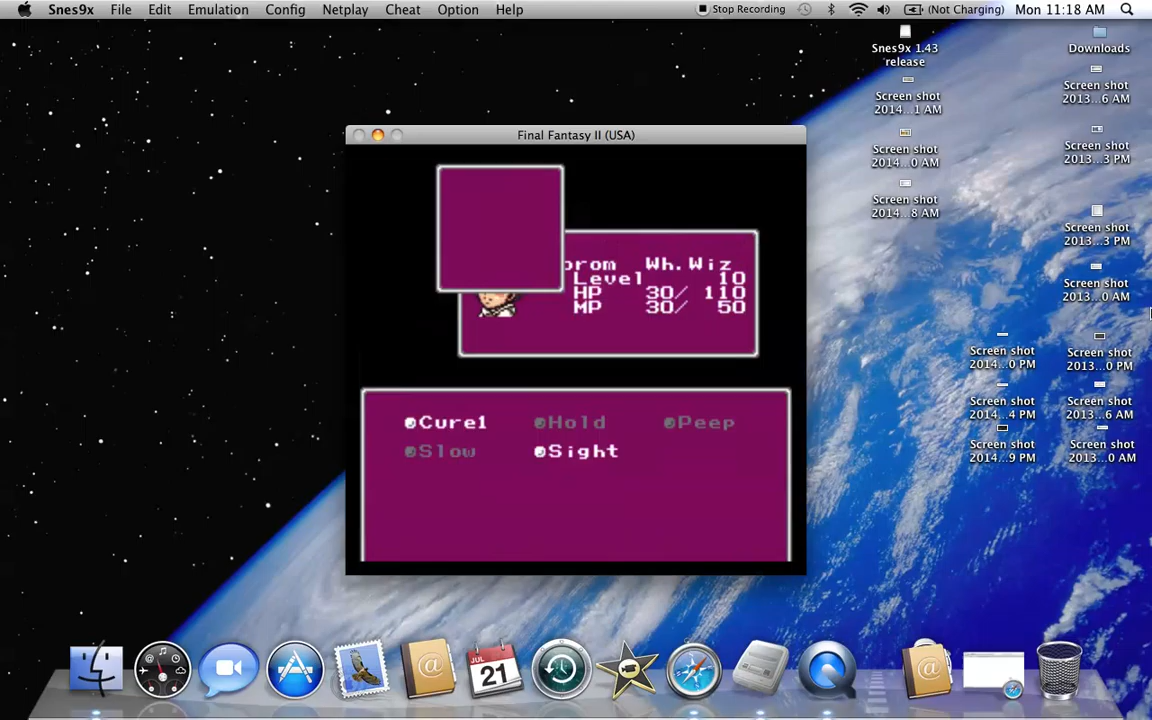 Snes9x File Edit Emulation Config Netplay Cheat Option Help Stop Recording (Not Charging) Mon 11:18 AM
Snes9x 1.43
release
Downloads
Screen shot
2014...1 AM
Screen shot
2013...6 AM
Screen shot
2014...0 AM
Screen shot
2013...3 PM
Screen shot
2014...8 AM
Screen shot
2013...3 PM
Screen shot
2013...0 AM
Screen shot
2014...0 PM
Screen shot
2013...0 PM
Screen shot
2014...4 PM
Screen shot
2013...6 AM
Screen shot
2014...9 PM
Screen shot
2013...0 AM
Final Fantasy II (USA)
orom Wh.Wiz
Level 10
HP 30/ 110
MP 30/ 50
Cure1 Hold Peep
Slow Sight
JUL
21